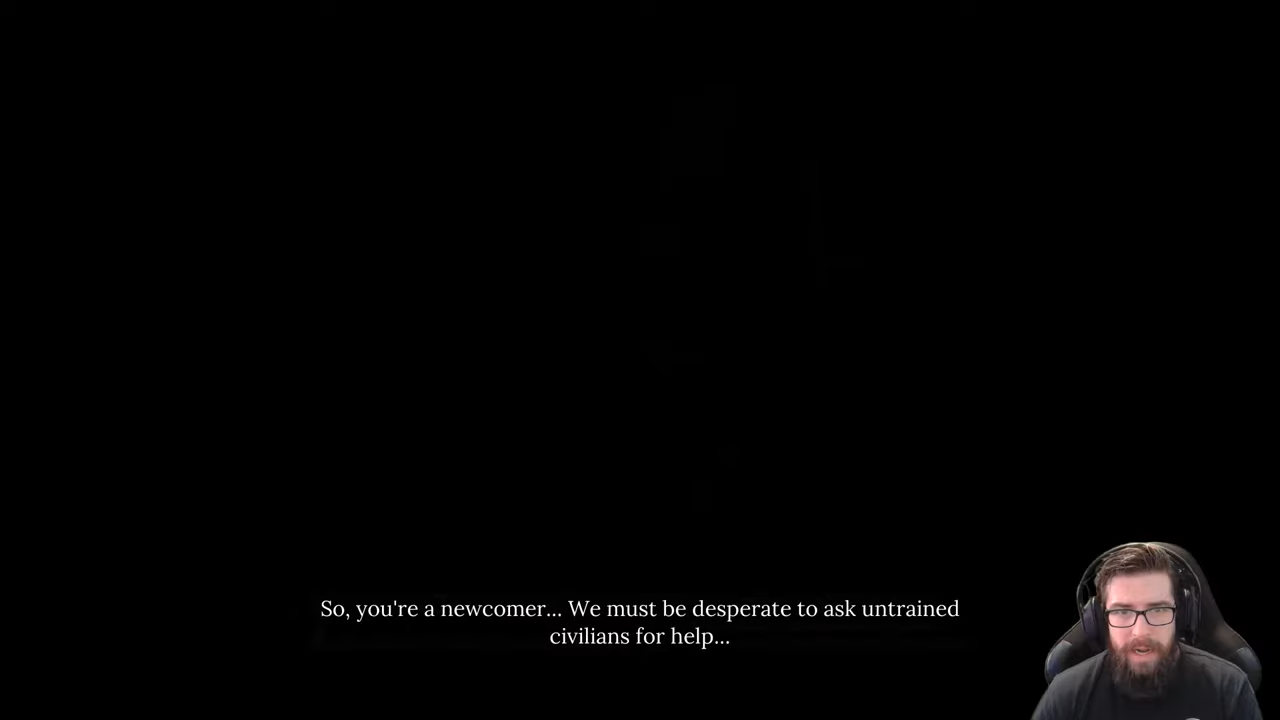 So, you're a newcomer... We must be desperate to ask untrained
civilians for help...